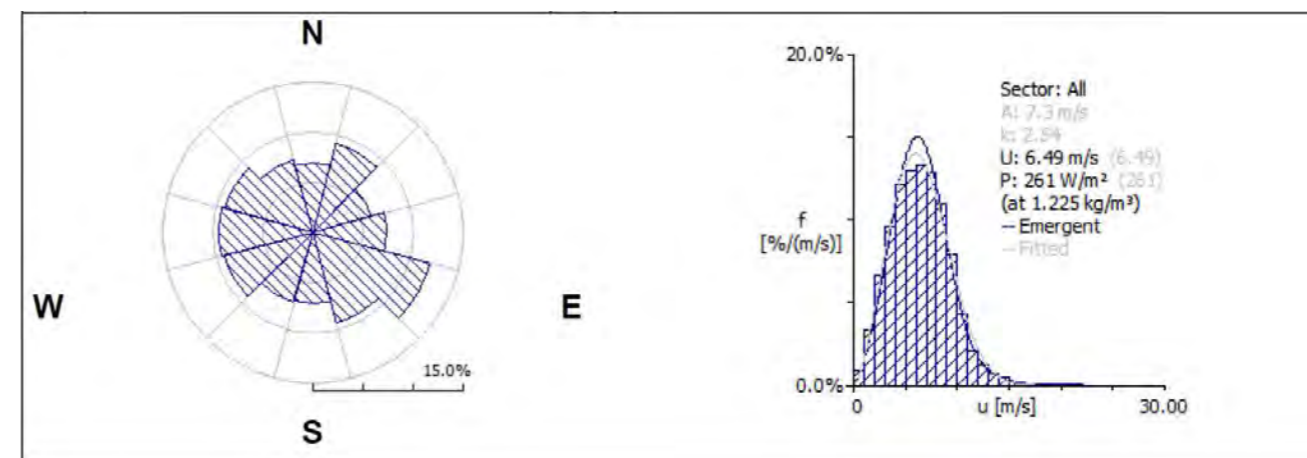 N
W
E
S
15.0%
20.0%
f
[%/(m/s)]
0.0%
0
u [m/s]
30.00
Sector: All
A: 7.3 m/s
k: 2.54
U: 6.49 m/s (6.49)
P: 261 W/m² (261)
(at 1.225 kg/m³)
Emergent
Fitted